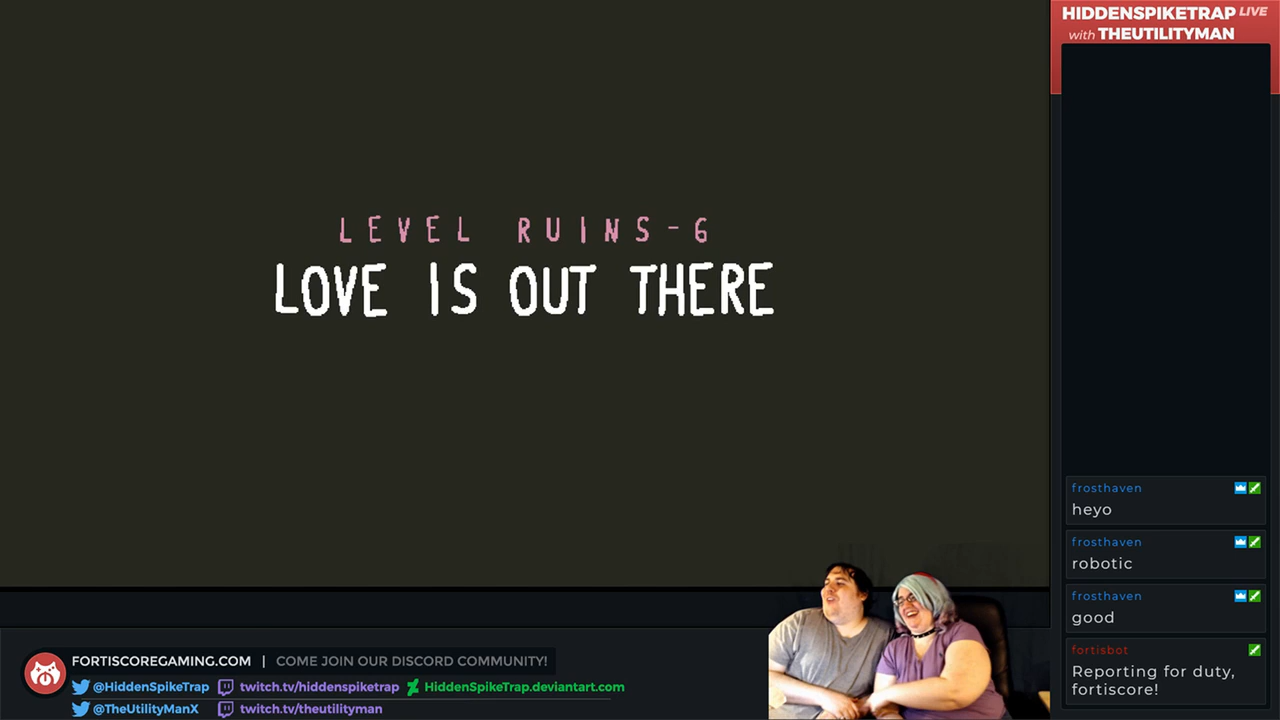 LEVEL RUINS-6
LOVE IS OUT THERE
HIDDENSPIKETRAP LIVE
with THEUTILITYMAN
frosthaven
heyo
frosthaven
robotic
frosthaven
good
fortisbot
Reporting for duty,
fortiscore!
FORTISCOREGAMING.COM | COME JOIN OUR DISCORD COMMUNITY!
@HiddenSpikeTrap twitch.tv/hiddenspiketrap HiddenSpikeTrap.deviantart.com
@TheUtilityManX twitch.tv/theutilityman